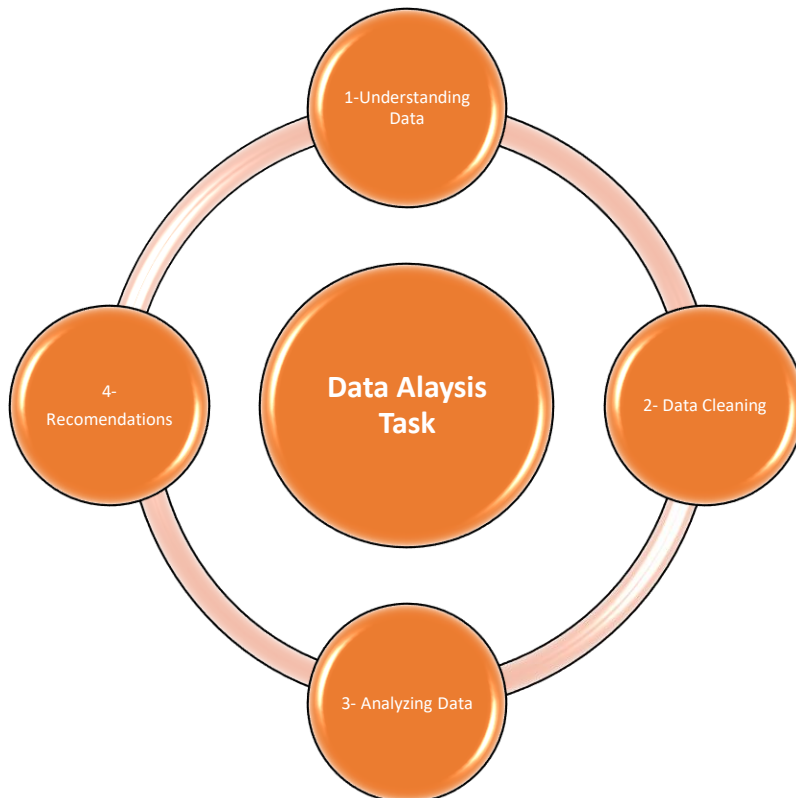 1-Understanding
Data
Data Alaysis
Task
2- Data Cleaning
3- Analyzing Data
4-
Recomendations